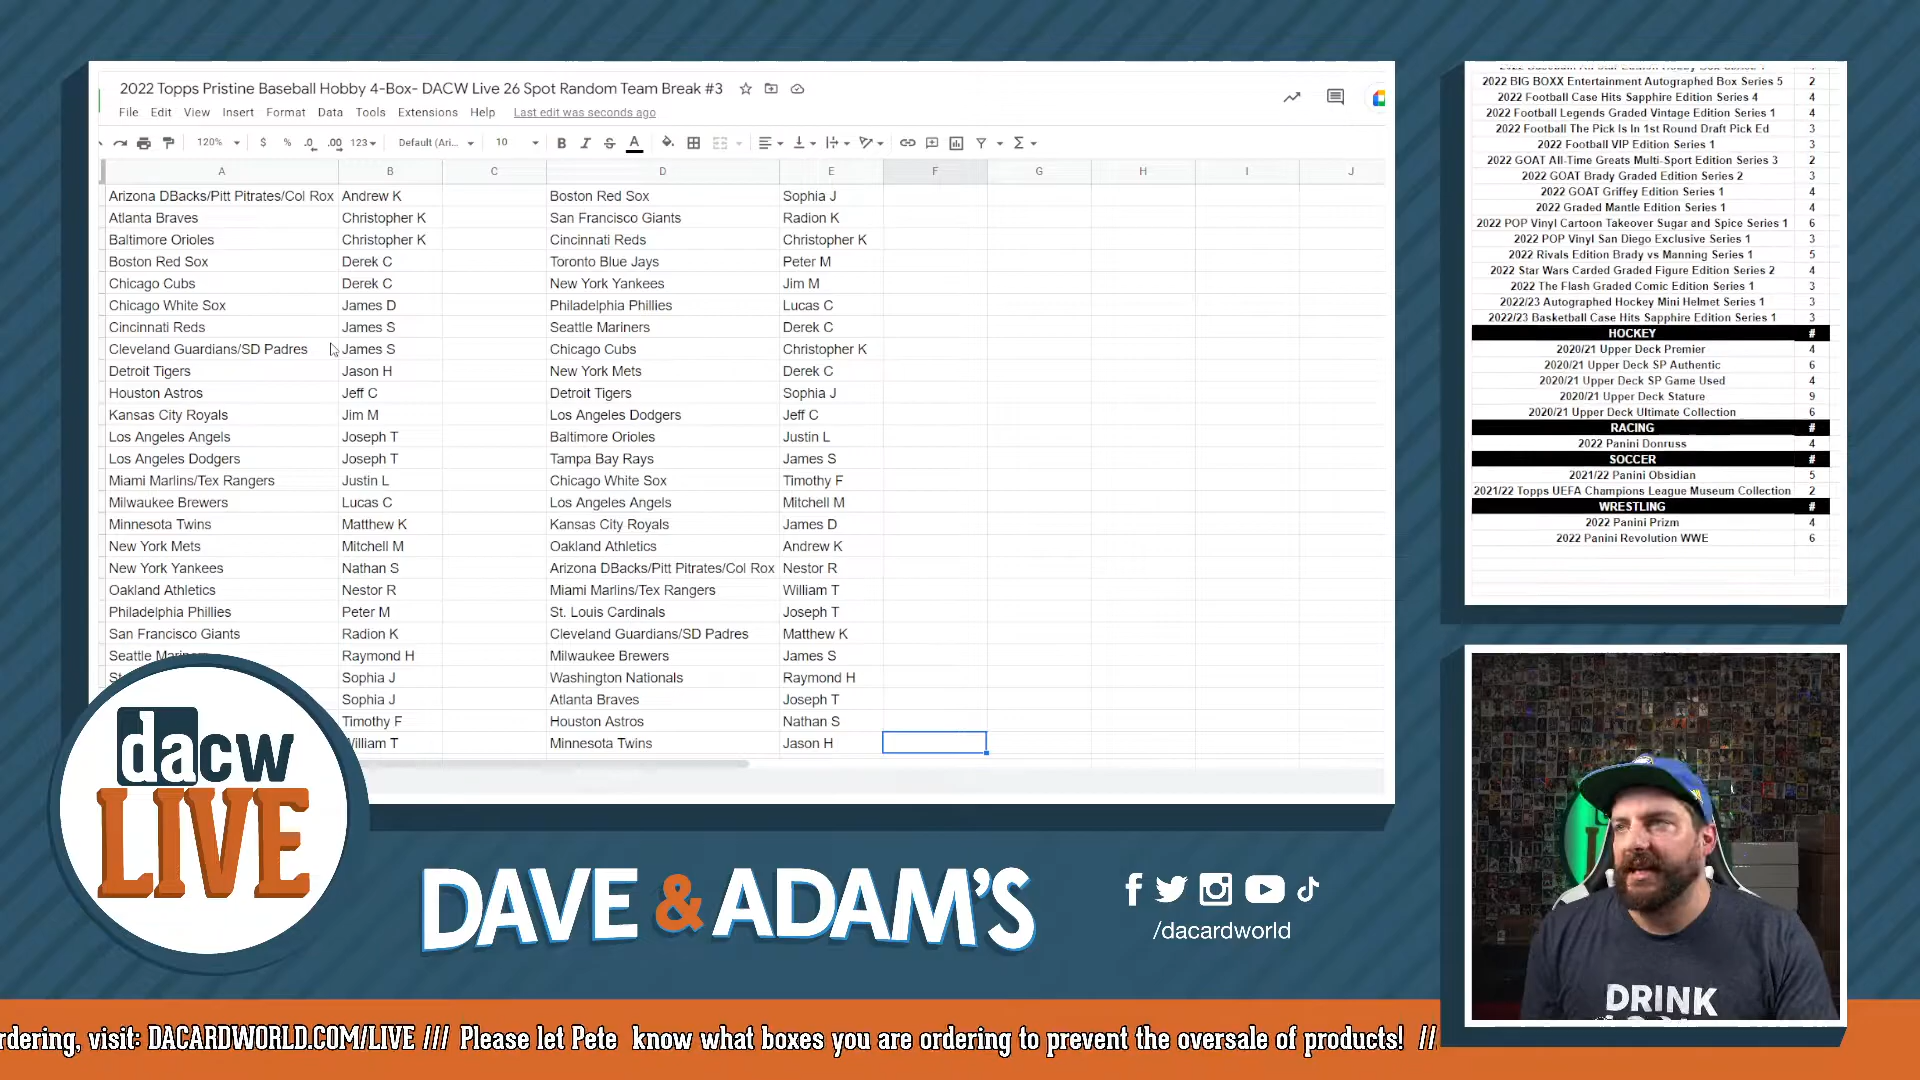 2022 Topps Pristine Baseball Hobby 4-Box- DACW Live 26 Spot Random Team Break #3
File Edit View Insert Format Data Tools Extensions Help Last edit was seconds ago
120% $ % .0 .00 123 Default (Ari... 10 B I S A
A B C D E F G H I J
Arizona DBacks/Pitt Pitrates/Col Rox Andrew K Boston Red Sox Sophia J
Atlanta Braves Christopher K San Francisco Giants Radion K
Baltimore Orioles Christopher K Cincinnati Reds Christopher K
Boston Red Sox Derek C Toronto Blue Jays Peter M
Chicago Cubs Derek C New York Yankees Jim M
Chicago White Sox James D Philadelphia Phillies Lucas C
Cincinnati Reds James S Seattle Mariners Derek C
Cleveland Guardians/SD Padres James S Chicago Cubs Christopher K
Detroit Tigers Jason H New York Mets Derek C
Houston Astros Jeff C Detroit Tigers Sophia J
Kansas City Royals Jim M Los Angeles Dodgers Jeff C
Los Angeles Angels Joseph T Baltimore Orioles Justin L
Los Angeles Dodgers Joseph T Tampa Bay Rays James S
Miami Marlins/Tex Rangers Justin L Chicago White Sox Timothy F
Milwaukee Brewers Lucas C Los Angeles Angels Mitchell M
Minnesota Twins Matthew K Kansas City Royals James D
New York Mets Mitchell M Oakland Athletics Andrew K
New York Yankees Nathan S Arizona DBacks/Pitt Pitrates/Col Rox Nestor R
Oakland Athletics Nestor R Miami Marlins/Tex Rangers William T
Philadelphia Phillies Peter M St. Louis Cardinals Joseph T
San Francisco Giants Radion K Cleveland Guardians/SD Padres Matthew K
Seattle Raymond H Milwaukee Brewers James S
Sophia J Washington Nationals Raymond H
Sophia J Atlanta Braves Joseph T
Timothy F Houston Astros Nathan S
William T Minnesota Twins Jason H
2022 BIG BOXX Entertainment Autographed Box Series 5 2
2022 Football Case Hits Sapphire Edition Series 4 4
2022 Football Legends Graded Vintage Edition Series 1 4
2022 Football The Pick Is In 1st Round Draft Pick Ed 3
2022 Football VIP Edition Series 1 3
2022 GOAT All-Time Greats Multi-Sport Edition Series 3 2
2022 GOAT Brady Graded Edition Series 2 3
2022 GOAT Griffey Edition Series 1 4
2022 Graded Mantle Edition Series 1 4
2022 POP Vinyl Cartoon Takeover Sugar and Spice Series 1 6
2022 POP Vinyl San Diego Exclusive Series 1 3
2022 Rivals Edition Brady vs Manning Series 1 5
2022 Star Wars Carded Graded Figure Edition Series 2 4
2022 The Flash Graded Comic Edition Series 1 3
2022/23 Autographed Hockey Mini Helmet Series 1 3
2022/23 Basketball Case Hits Sapphire Edition Series 1 3
HOCKEY #
2020/21 Upper Deck Premier 4
2020/21 Upper Deck SP Authentic 6
2020/21 Upper Deck SP Game Used 4
2020/21 Upper Deck Stature 9
2020/21 Upper Deck Ultimate Collection 6
RACING #
2022 Panini Donruss 4
SOCCER #
2021/22 Panini Obsidian 5
2021/22 Topps UEFA Champions League Museum Collection 2
WRESTLING #
2022 Panini Prizm 4
2022 Panini Revolution WWE 6
dacw
LIVE
DAVE & ADAM'S
/dacardworld
DRINK
rdering, visit: DACARDWORLD.COM/LIVE /// Please let Pete know what boxes you are ordering to prevent the oversale of products! //